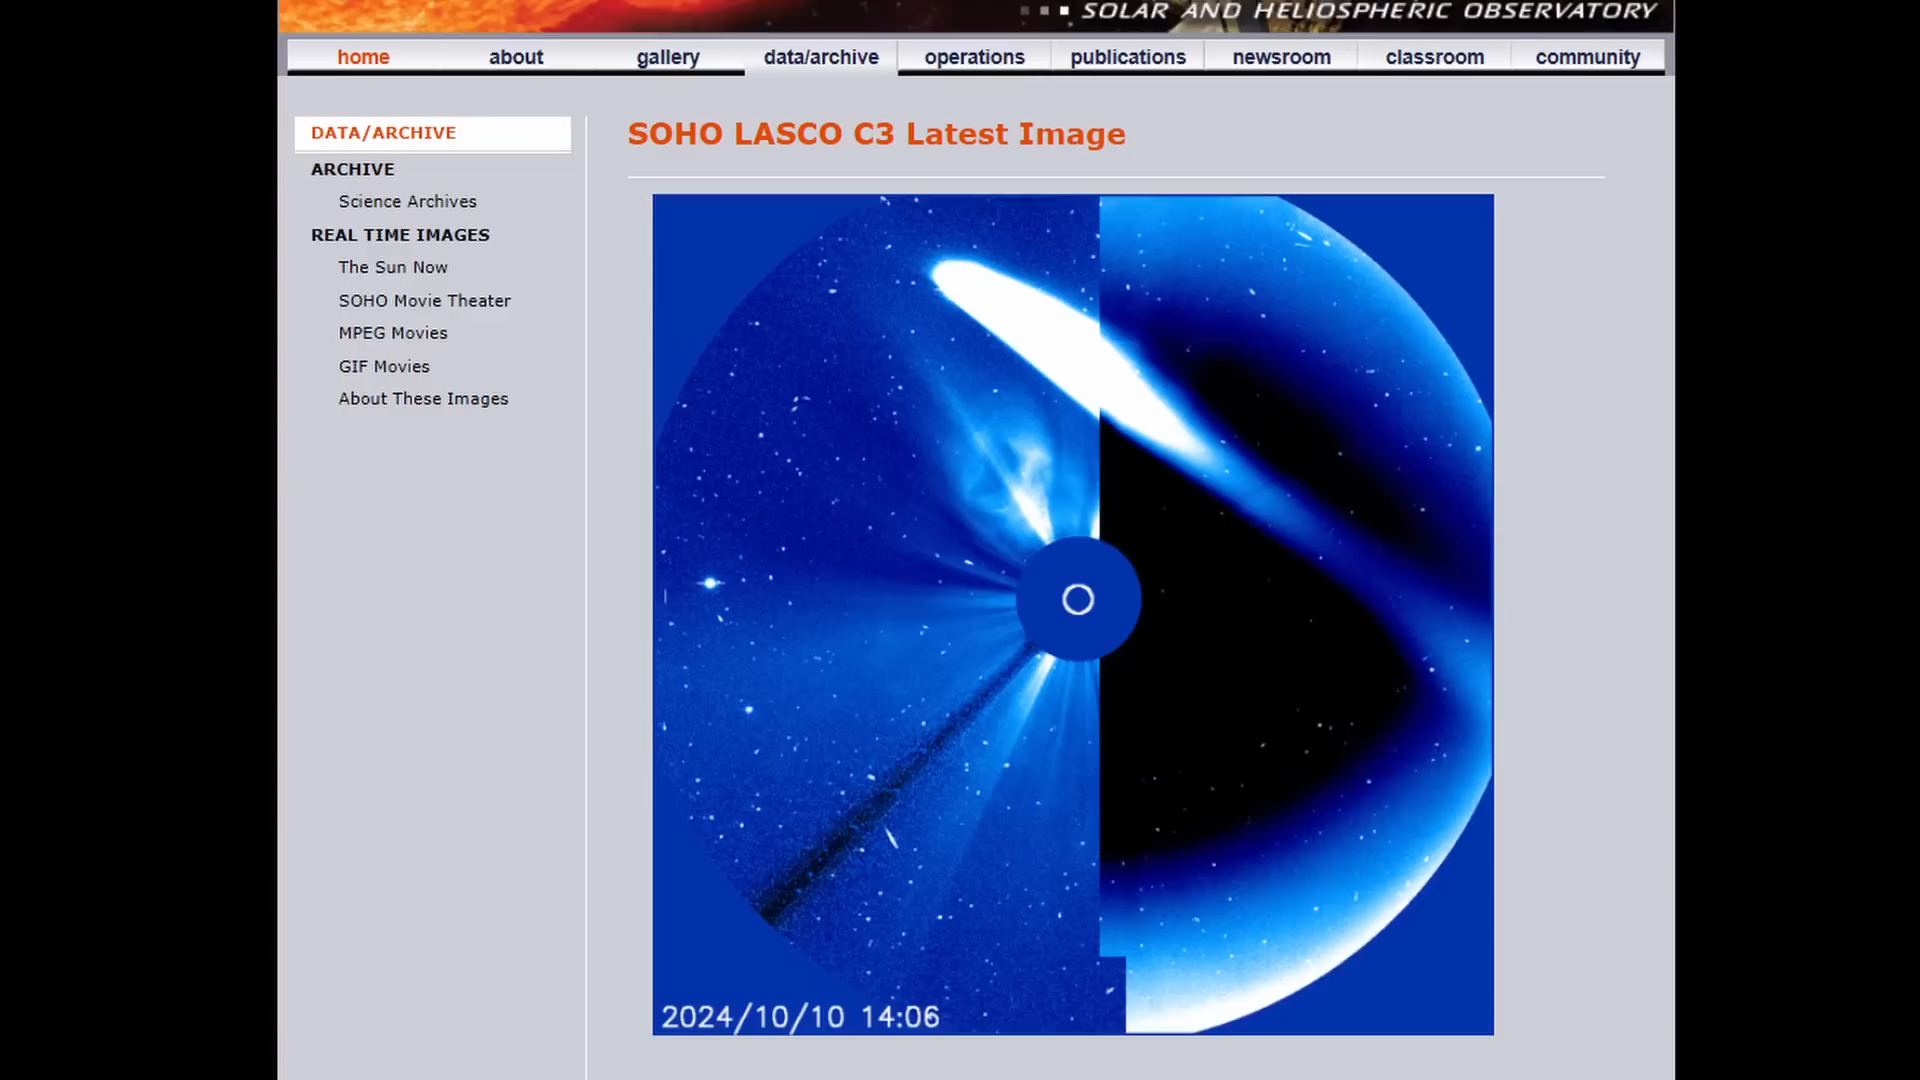 SOLAR AND HELIOSPHERIC OBSERVATORY
home about gallery data/archive operations publications newsroom classroom community
DATA/ARCHIVE
ARCHIVE
Science Archives
REAL TIME IMAGES
The Sun Now
SOHO Movie Theater
MPEG Movies
GIF Movies
About These Images
SOHO LASCO C3 Latest Image
2024/10/10 14:06